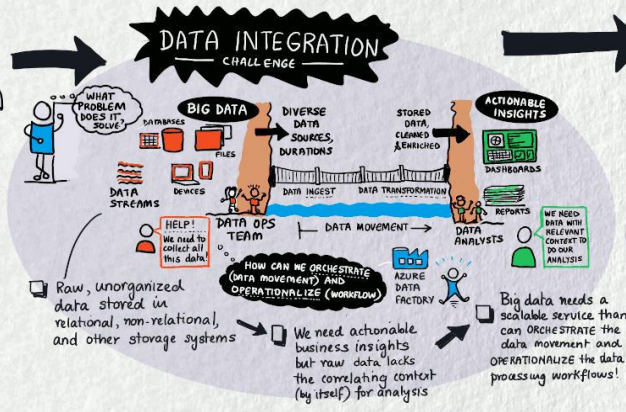 DATA INTEGRATION
CHALLENGE
WHAT
PROBLEM
DOES IT
SOLVE?
BIG DATA
DATABASES
FILES
DEVICES
DATA
STREAMS
DIVERSE
DATA
SOURCES,
DURATIONS
STORED
DATA,
CLEANED
& ENRICHED
ACTIONABLE
INSIGHTS
DASHBOARDS
REPORTS
DATA INGEST
DATA TRANSFORMATION
DATA OPS
TEAM
DATA MOVEMENT
DATA
ANALYSTS
HELP!
We need to
collect all
this data!
WE NEED
DATA WITH
RELEVANT
CONTEXT TO
DO OUR
ANALYSIS
HOW CAN WE ORCHESTRATE
(DATA MOVEMENT) AND
OPERATIONALIZE (WORKFLOW)
AZURE
DATA
FACTORY
Raw, unorganized
data stored in
relational, non-relational,
and other storage systems
We need actionable
business insights
but raw data lacks
the correlating context
(by itself) for analysis
Big data needs a
scalable service than
can ORCHESTRATE the
data movement and
OPERATIONALIZE the data
processing workflows!